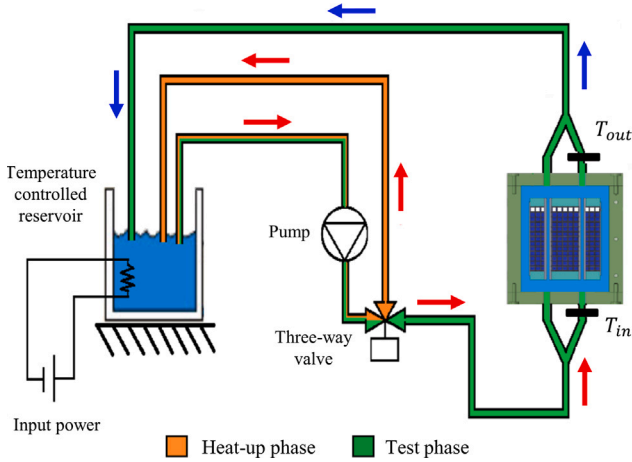 T_out
Temperature
controlled
reservoir
Pump
T_in
Three-way
valve
Input power
Heat-up phase
Test phase